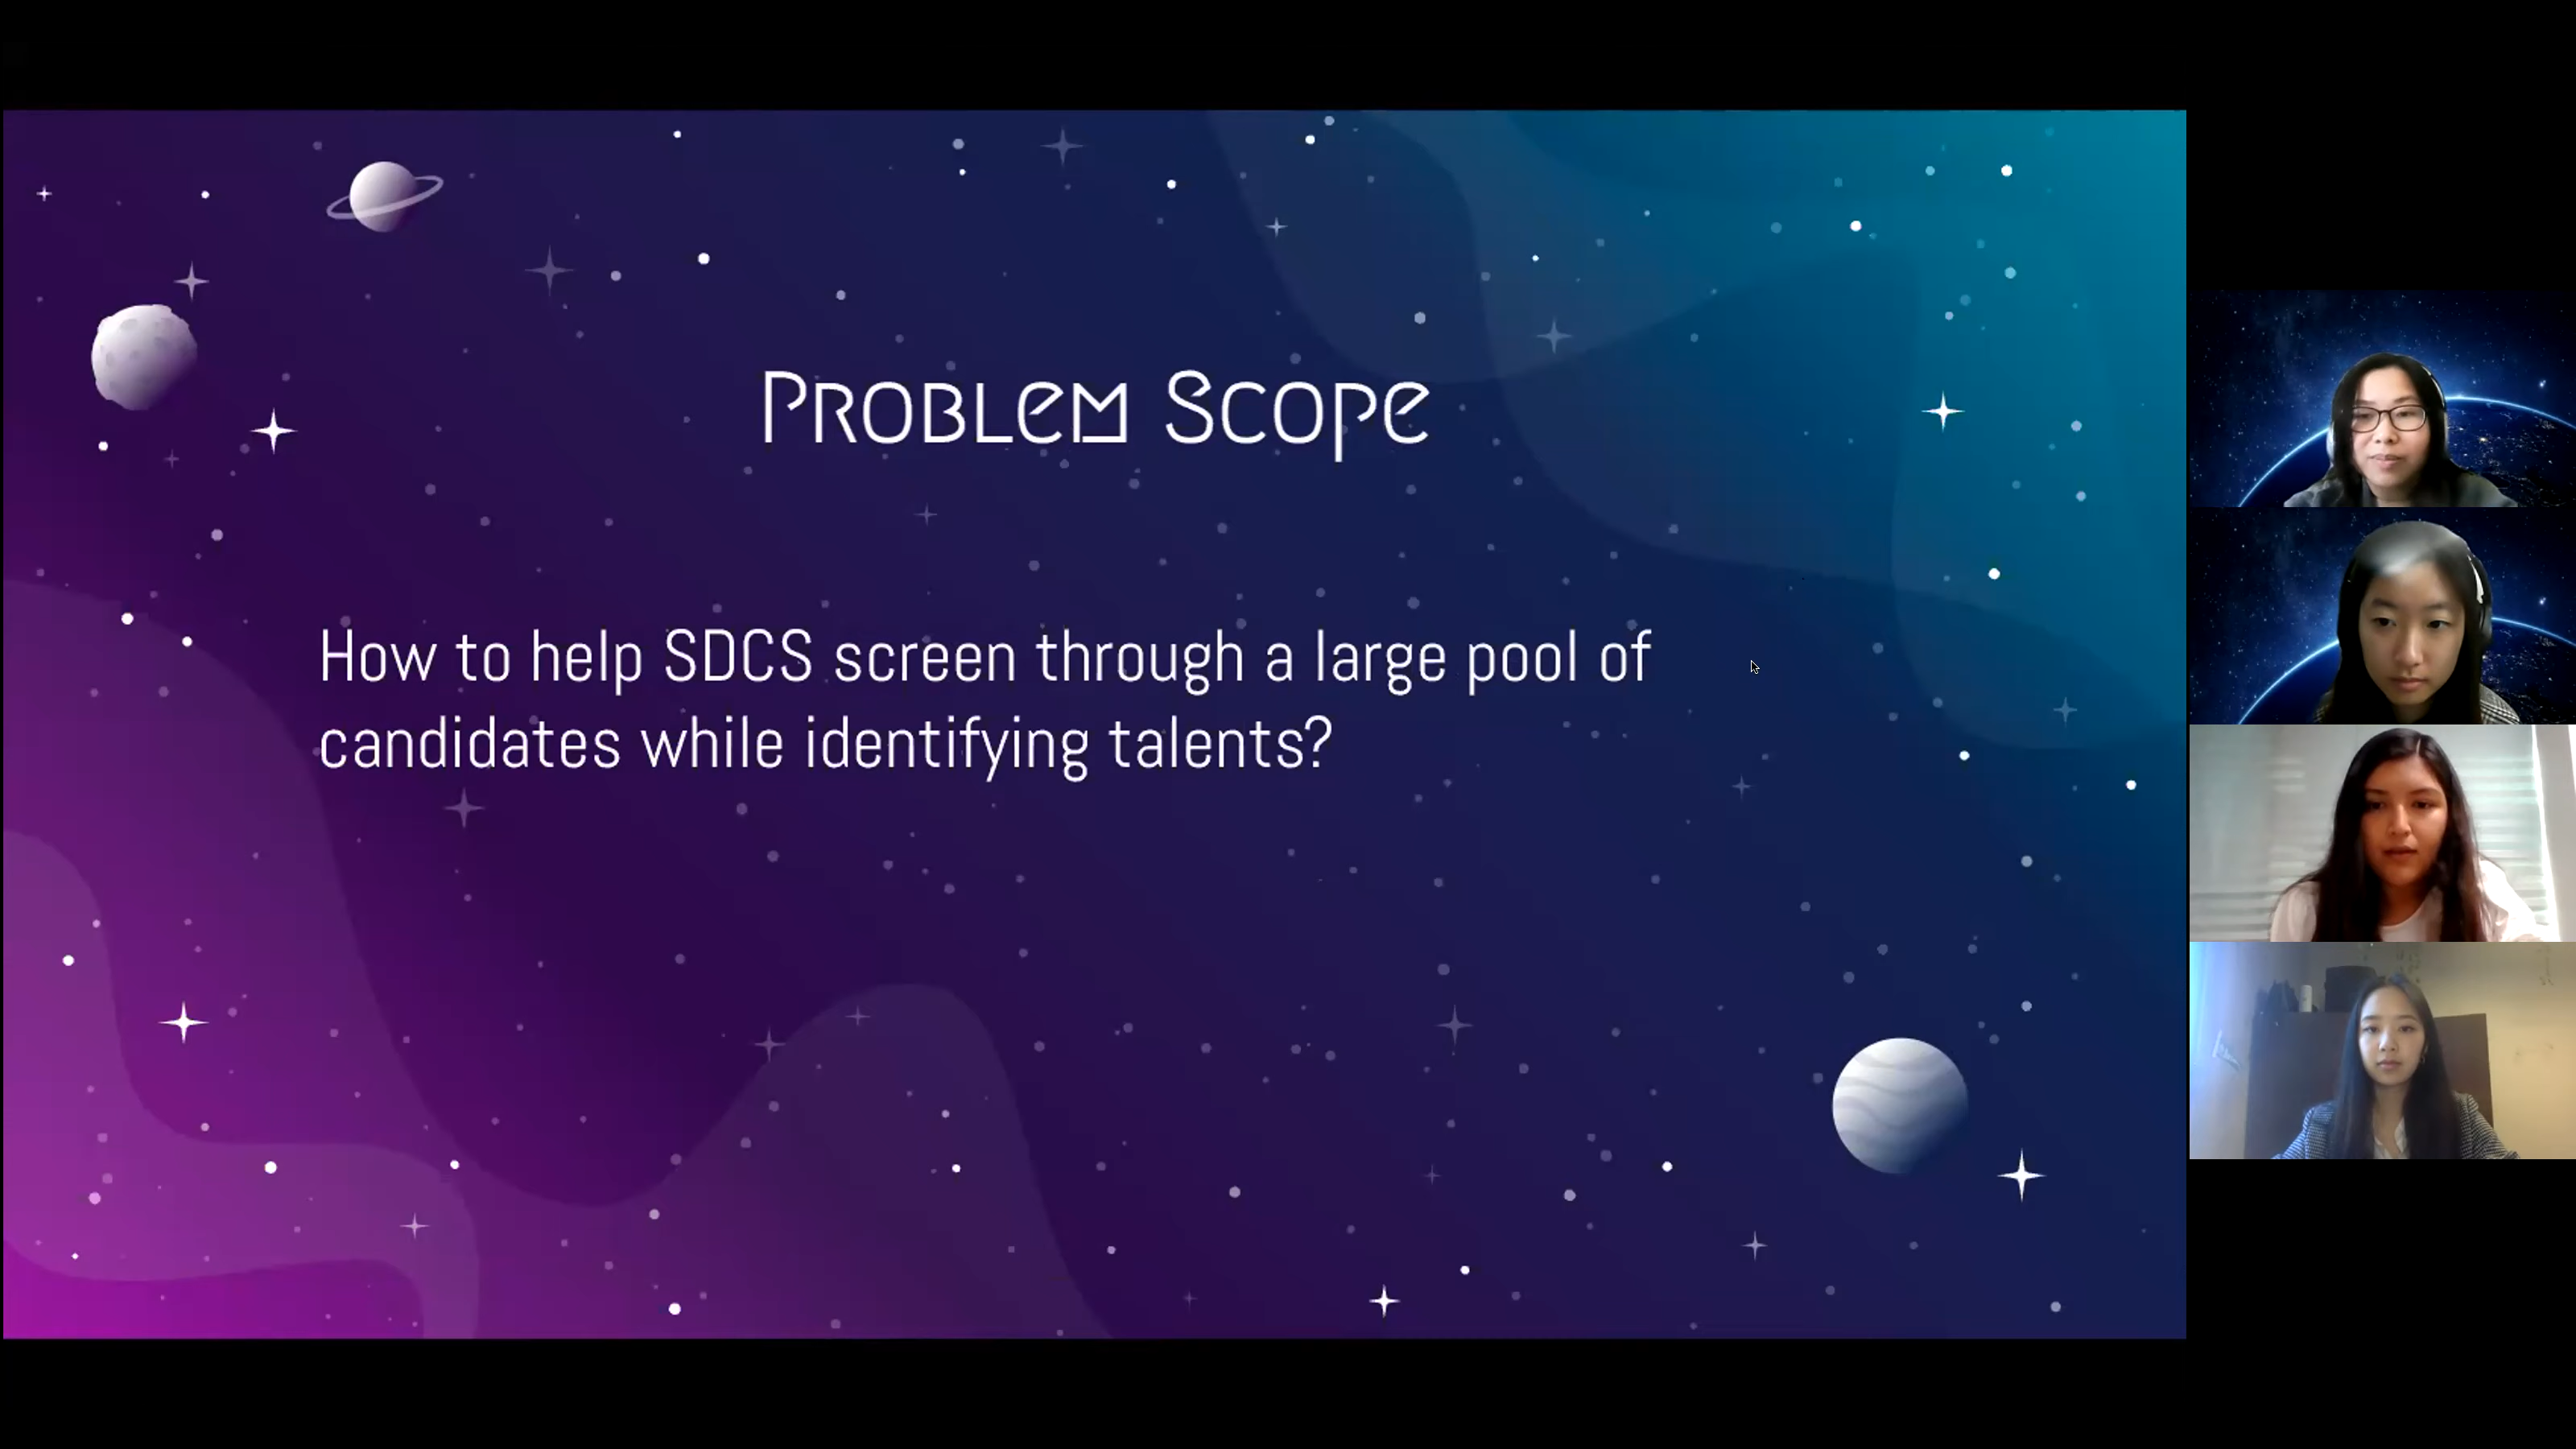 Problem Scope
How to help SDCS screen through a large pool of
candidates while identifying talents?